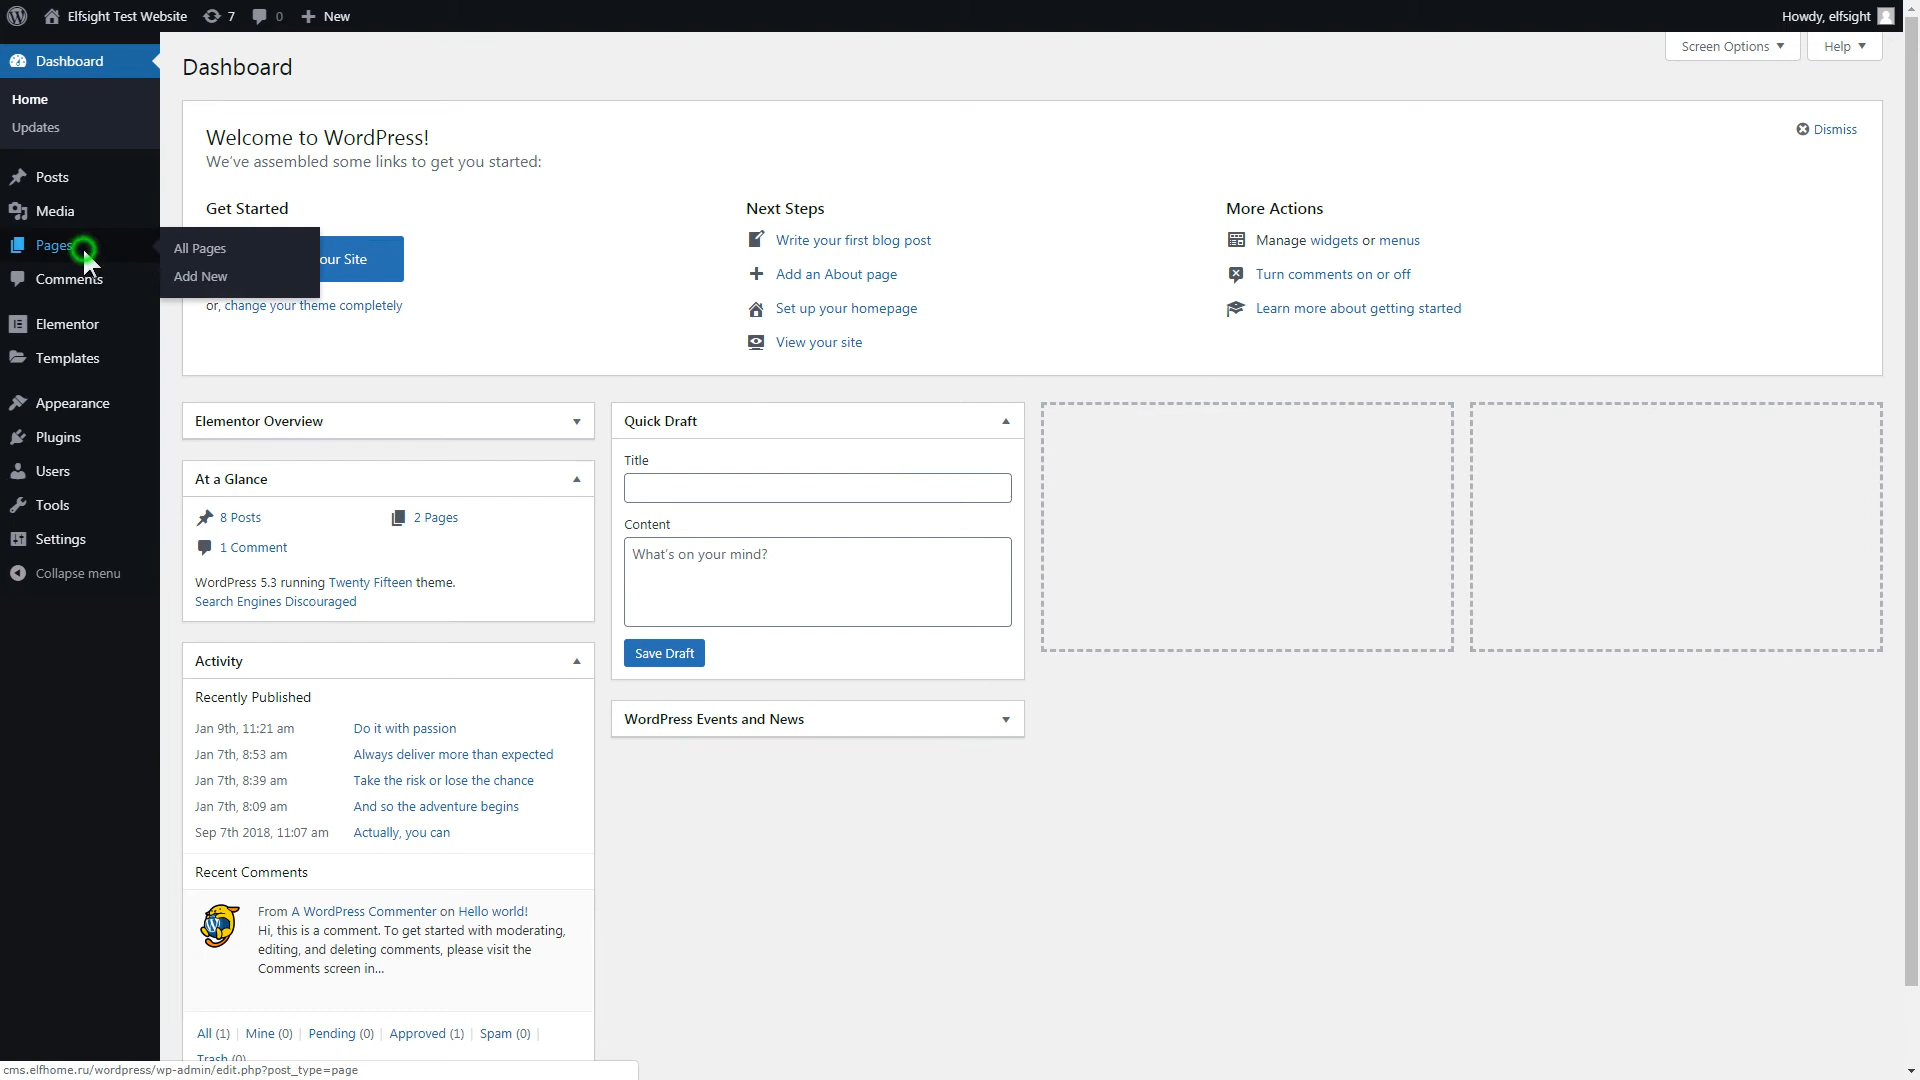 Elfsight Test Website 7 0 New Howdy, elfsight
Dashboard
Home
Updates
Posts
Media
Pages
Comments
Elementor
Templates
Appearance
Plugins
Users
Tools
Settings
Collapse menu
All Pages
Add New
Screen Options Help
Dashboard
Welcome to WordPress!
Dismiss
We've assembled some links to get you started:
Get Started
our Site
or, change your theme completely
Next Steps
Write your first blog post
Add an About page
Set up your homepage
View your site
More Actions
Manage widgets or menus
Turn comments on or off
Learn more about getting started
Elementor Overview
At a Glance
8 Posts 2 Pages
1 Comment
WordPress 5.3 running Twenty Fifteen theme.
Search Engines Discouraged
Activity
Recently Published
Jan 9th, 11:21 am Do it with passion
Jan 7th, 8:53 am Always deliver more than expected
Jan 7th, 8:39 am Take the risk or lose the chance
Jan 7th, 8:09 am And so the adventure begins
Sep 7th 2018, 11:07 am Actually, you can
Recent Comments
From A WordPress Commenter on Hello world!
Hi, this is a comment. To get started with moderating,
editing, and deleting comments, please visit the
Comments screen in...
All (1) | Mine (0) | Pending (0) | Approved (1) | Spam (0) |
Trash (0)
Quick Draft
Title
Content
What's on your mind?
Save Draft
WordPress Events and News
cms.elfhome.ru/wordpress/wp-admin/edit.php?post_type=page